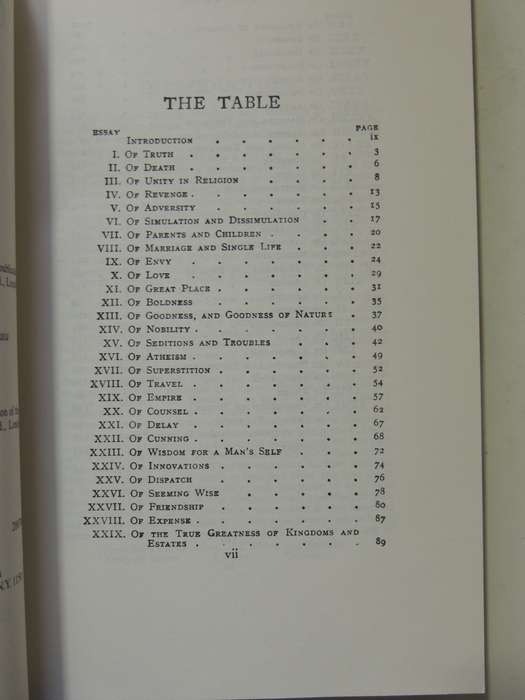 THE TABLE
ESSAY PAGE
INTRODUCTION . . . . . . ix
I. OF TRUTH . . . . . . . 3
II. OF DEATH . . . . . . . 6
III. OF UNITY IN RELIGION . . . . 8
IV. OF REVENGE . . . . . . . 13
V. OF ADVERSITY . . . . . . 15
VI. OF SIMULATION AND DISSIMULATION . . . 17
VII. OF PARENTS AND CHILDREN . . . . 20
VIII. OF MARRIAGE AND SINGLE LIFE . . . . 22
IX. OF ENVY . . . . . . . 24
X. OF LOVE . . . . . . . 29
XI. OF GREAT PLACE . . . . . . 31
XII. OF BOLDNESS . . . . . . 35
XIII. OF GOODNESS, AND GOODNESS OF NATURE . 37
XIV. OF NOBILITY . . . . . . . 40
XV. OF SEDITIONS AND TROUBLES . . . . 42
XVI. OF ATHEISM . . . . . . . 49
XVII. OF SUPERSTITION . . . . . . 52
XVIII. OF TRAVEL . . . . . . . 54
XIX. OF EMPIRE . . . . . . . 57
XX. OF COUNSEL . . . . . . . 62
XXI. OF DELAY . . . . . . . 67
XXII. OF CUNNING . . . . . . . 68
XXIII. OF WISDOM FOR A MAN'S SELF . . . 72
XXIV. OF INNOVATIONS . . . . . . 74
XXV. OF DISPATCH . . . . . . 76
XXVI. OF SEEMING WISE . . . . . 78
XXVII. OF FRIENDSHIP . . . . . . 80
XXVIII. OF EXPENSE . . . . . . . 87
XXIX. OF THE TRUE GREATNESS OF KINGDOMS AND
ESTATES . . . . . . . 89
vii